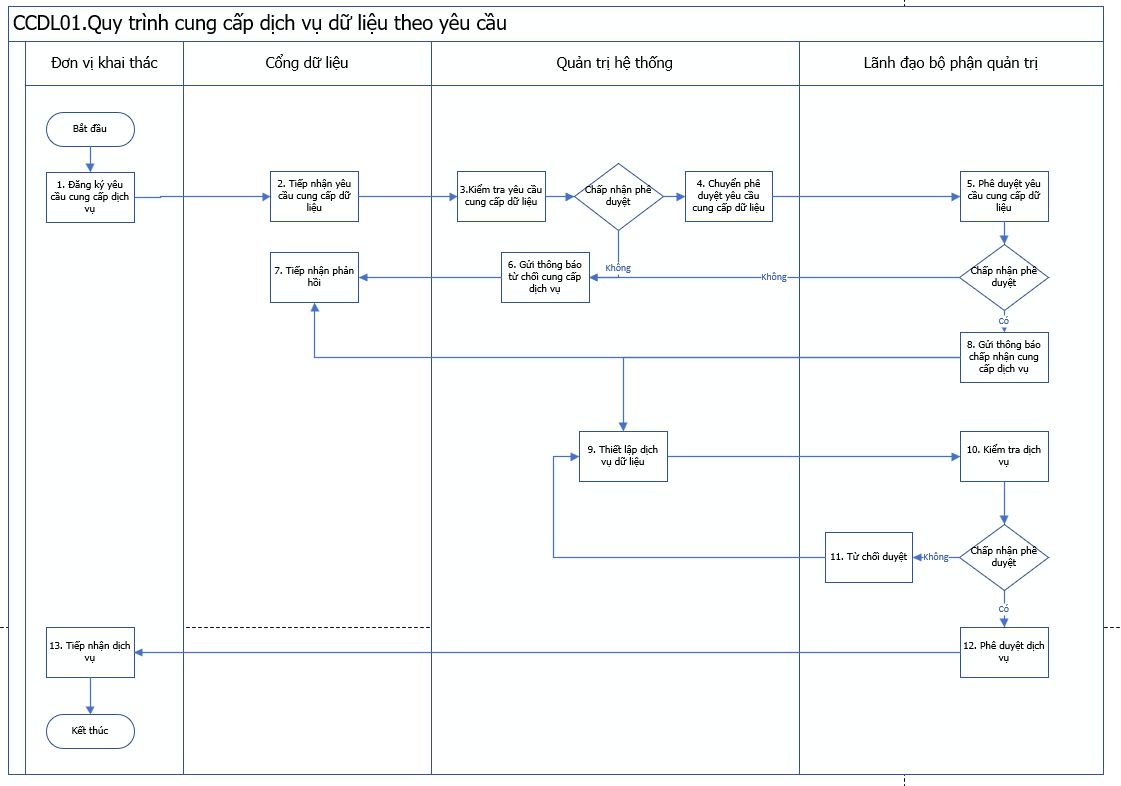 CCDL01.Quy trình cung cấp dịch vụ dữ liệu theo yêu cầu
Đơn vị khai thác
Cổng dữ liệu
Quản trị hệ thống
Lãnh đạo bộ phận quản trị
Bắt đầu
1. Đăng ký yêu
cầu cung cấp dịch
vụ
2. Tiếp nhận yêu
cầu cung cấp dữ
liệu
3.Kiểm tra yêu cầu
cung cấp dữ liệu
Chấp nhận phê
duyệt
4. Chuyển phê
duyệt yêu cầu
cung cấp dữ liệu
5. Phê duyệt yêu
cầu cung cấp dữ
liệu
7. Tiếp nhận phản
hồi
6. Gửi thông báo
từ chối cung cấp
dịch vụ
Không
Không
Chấp nhận phê
duyệt
Có
8. Gửi thông báo
chấp nhận cung
cấp dịch vụ
9. Thiết lập dịch
vụ dữ liệu
10. Kiểm tra dịch
vụ
11. Từ chối duyệt
Không
Chấp nhận phê
duyệt
Có
13. Tiếp nhận dịch
vụ
12. Phê duyệt dịch
vụ
Kết thúc